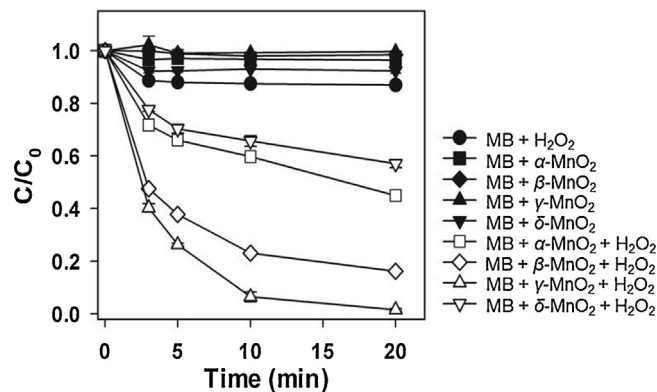 1.0
0.8
0.6
0.4
0.2
0.0
C/C₀
0 5 10 15 20
Time (min)
MB + H₂O₂
MB + α-MnO₂
MB + β-MnO₂
MB + γ-MnO₂
MB + δ-MnO₂
MB + α-MnO₂ + H₂O₂
MB + β-MnO₂ + H₂O₂
MB + γ-MnO₂ + H₂O₂
MB + δ-MnO₂ + H₂O₂